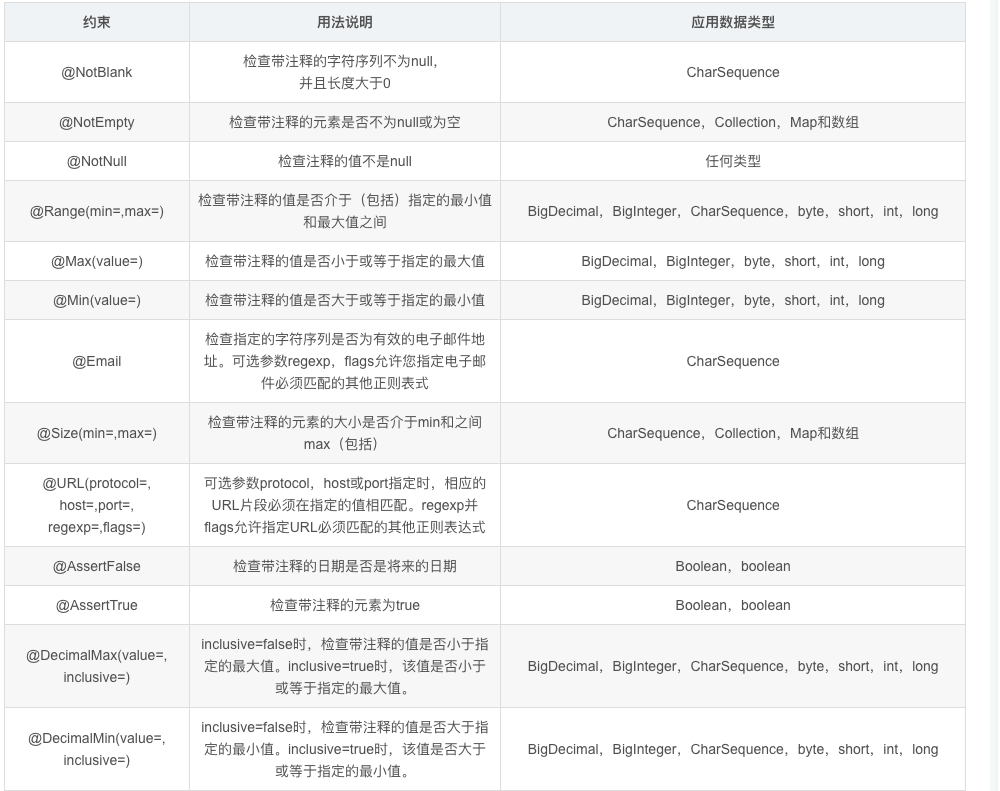 约束 用法说明 应用数据类型
@NotBlank
检查带注释的字符序列不为null，
并且长度大于0
CharSequence
@NotEmpty 检查带注释的元素是否不为null或为空 CharSequence，Collection，Map和数组
@NotNull 检查注释的值不是null 任何类型
@Range(min=,max=)
检查带注释的值是否介于（包括）指定的最小值
和最大值之间
BigDecimal，BigInteger，CharSequence，byte，short，int，long
@Max(value=) 检查带注释的值是否小于或等于指定的最大值 BigDecimal，BigInteger，byte，short，int，long
@Min(value=) 检查带注释的值是否大于或等于指定的最小值 BigDecimal，BigInteger，byte，short，int，long
@Email
检查指定的字符序列是否为有效的电子邮件地
址。可选参数regexp，flags允许您指定电子邮
件必须匹配的其他正则表式
CharSequence
@Size(min=,max=)
检查带注释的元素的大小是否介于min和之间
max（包括）
CharSequence，Collection，Map和数组
@URL(protocol=,
host=,port=,
regexp=,flags=)
可选参数protocol，host或port指定时，相应的
URL片段必须在指定的值相匹配。regexp并
flags允许指定URL必须匹配的其他正则表达式
CharSequence
@AssertFalse 检查带注释的日期是否是将来的日期 Boolean，boolean
@AssertTrue 检查带注释的元素为true Boolean，boolean
@DecimalMax(value=,
inclusive=)
inclusive=false时，检查带注释的值是否小于指
定的最大值。inclusive=true时，该值是否小于
或等于指定的最大值。
BigDecimal，BigInteger，CharSequence，byte，short，int，long
@DecimalMin(value=,
inclusive=)
inclusive=false时，检查带注释的值是否大于指
定的最小值。inclusive=true时，该值是否大于
或等于指定的最小值。
BigDecimal，BigInteger，CharSequence，byte，short，int，long